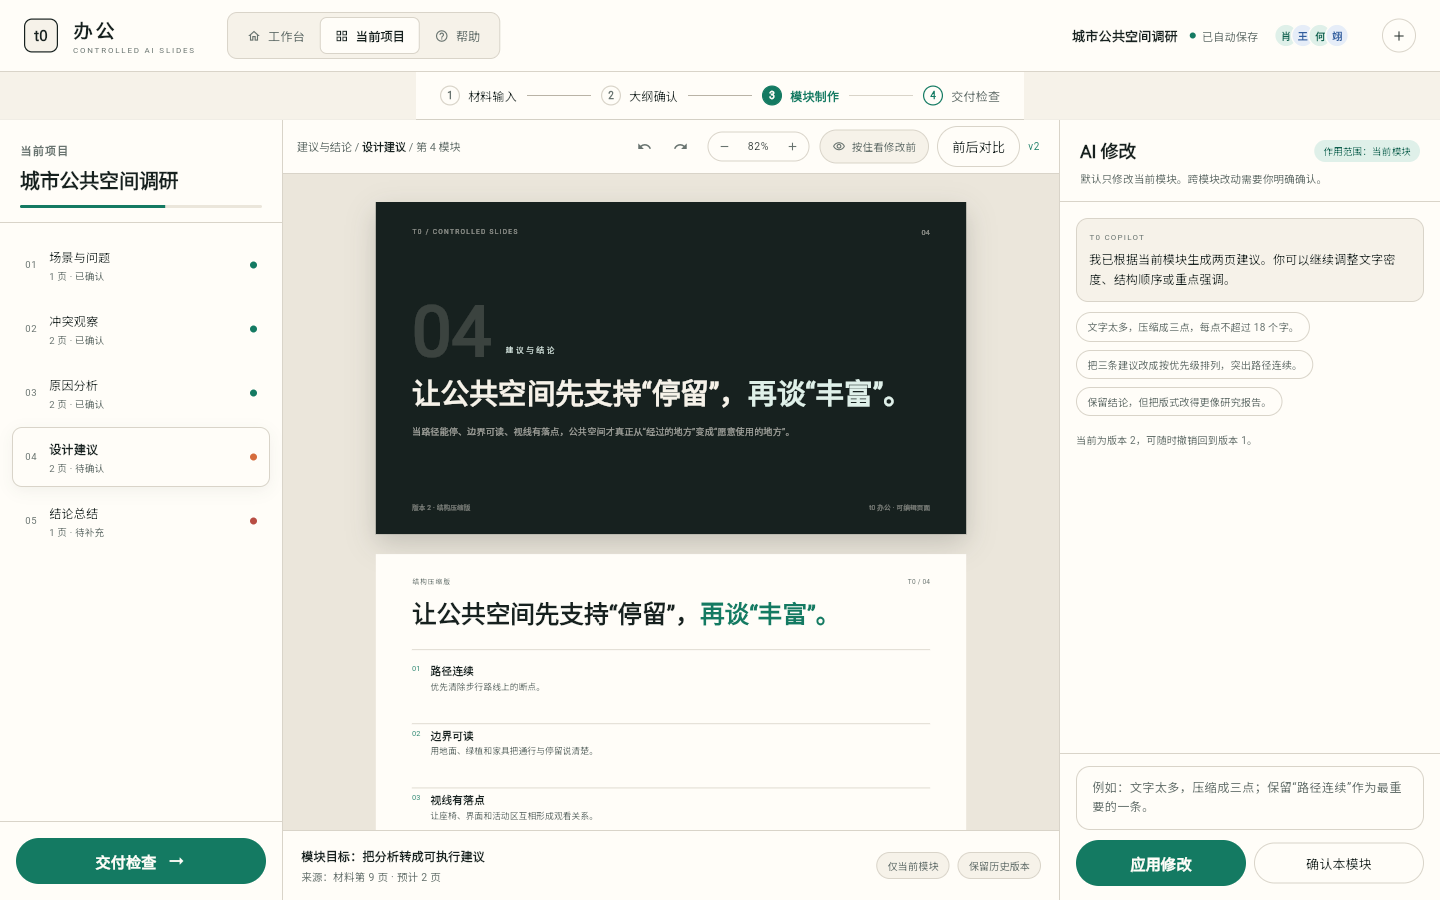 t0
办公
CONTROLLED AI SLIDES
工作台
当前项目
帮助
城市公共空间调研
已自动保存
肖
王
何
翊
1 材料输入
2 大纲确认
3 模块制作
4 交付检查
当前项目
城市公共空间调研
01
场景与问题
1 页 · 已确认
02
冲突观察
2 页 · 已确认
03
原因分析
2 页 · 已确认
04
设计建议
2 页 · 待确认
05
结论总结
1 页 · 待补充
交付检查 →
建议与结论 / 设计建议 / 第 4 模块
82%
按住看修改前
前后对比
v2
T0 / CONTROLLED SLIDES
04
04
建议与结论
让公共空间先支持“停留”，再谈“丰富”。
当路径能停、边界可读、视线有落点，公共空间才真正从“经过的地方”变成“愿意使用的地方”。
版本 2 · 结构压缩版
t0 办公 · 可编辑页面
结构压缩版
T0 / 04
让公共空间先支持“停留”，再谈“丰富”。
01
路径连续
优先清除步行路线上的断点。
02
边界可读
用地面、绿植和家具把通行与停留说清楚。
03
视线有落点
让座椅、界面和活动区互相形成观看关系。
模块目标：把分析转成可执行建议
来源：材料第 9 页 · 预计 2 页
仅当前模块
保留历史版本
AI 修改
作用范围：当前模块
默认只修改当前模块。跨模块改动需要你明确确认。
T0 COPILOT
我已根据当前模块生成两页建议。你可以继续调整文字密
度、结构顺序或重点强调。
文字太多，压缩成三点，每点不超过 18 个字。
把三条建议改成按优先级排列，突出路径连续。
保留结论，但把版式改得更像研究报告。
当前为版本 2，可随时撤销回到版本 1。
例如：文字太多，压缩成三点；保留“路径连续”作为最重
要的一条。
应用修改
确认本模块